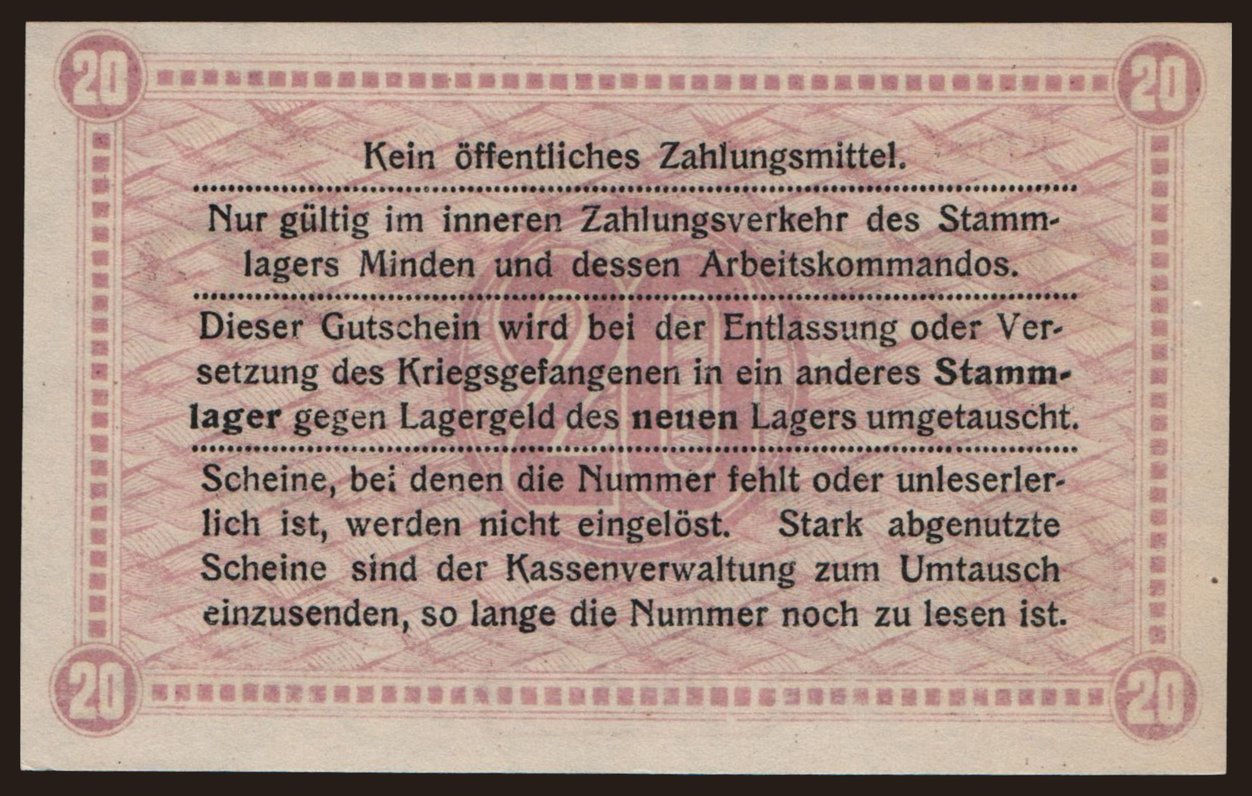 20 20
Kein öffentliches Zahlungsmittel.
Nur gültig im inneren Zahlungsverkehr des Stamm-
lagers Minden und dessen Arbeitskommandos.
Dieser Gutschein wird bei der Entlassung oder Ver-
setzung des Kriegsgefangenen in ein anderes Stamm-
lager gegen Lagergeld des neuen Lagers umgetauscht.
20
Scheine, bei denen die Nummer fehlt oder unleserler-
lich ist, werden nicht eingelöst. Stark abgenutzte
Scheine sind der Kassenverwaltung zum Umtausch
einzusenden, so lange die Nummer noch zu lesen ist.
20 20